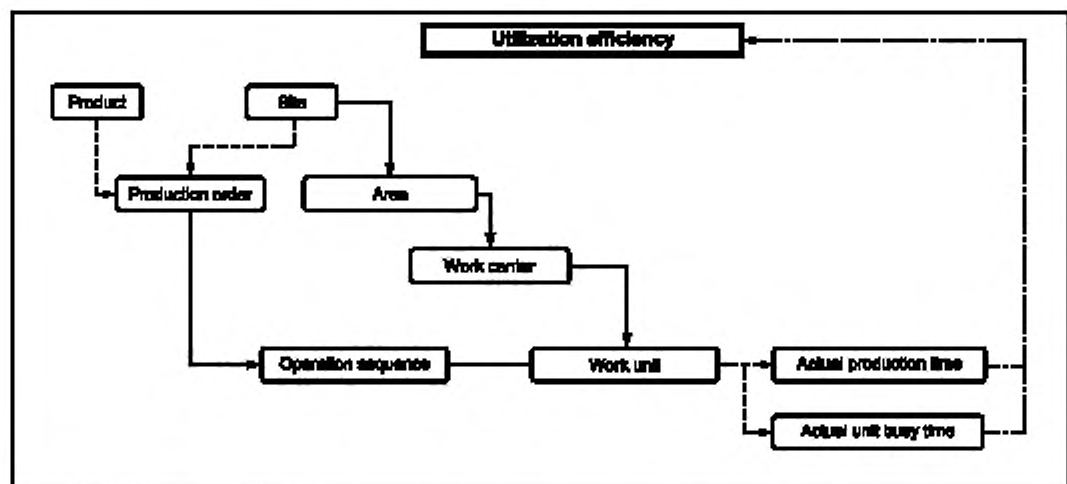 Utilization efficiency
Product
Site
Production order
Area
Work center
Operation sequence
Work unit
Actual production time
Actual unit busy time